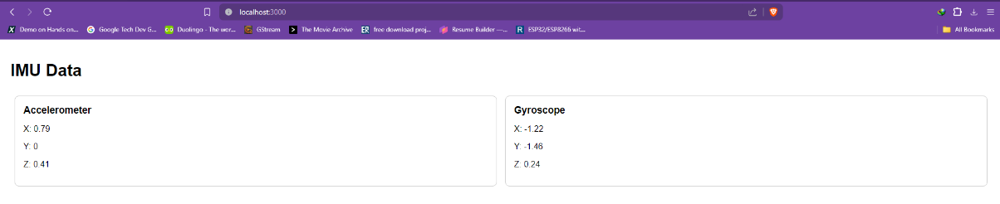 localhost:3000
Demo on Hands on...
Google Tech Dev G...
Duolingo - The wor...
GStream
The Movie Archive
free download proj...
Resume Builder —...
ESP32/ESP8266 wit...
All Bookmarks
IMU Data
Accelerometer
X: 0.79
Y: 0
Z: 0.41
Gyroscope
X: -1.22
Y: -1.46
Z: 0.24